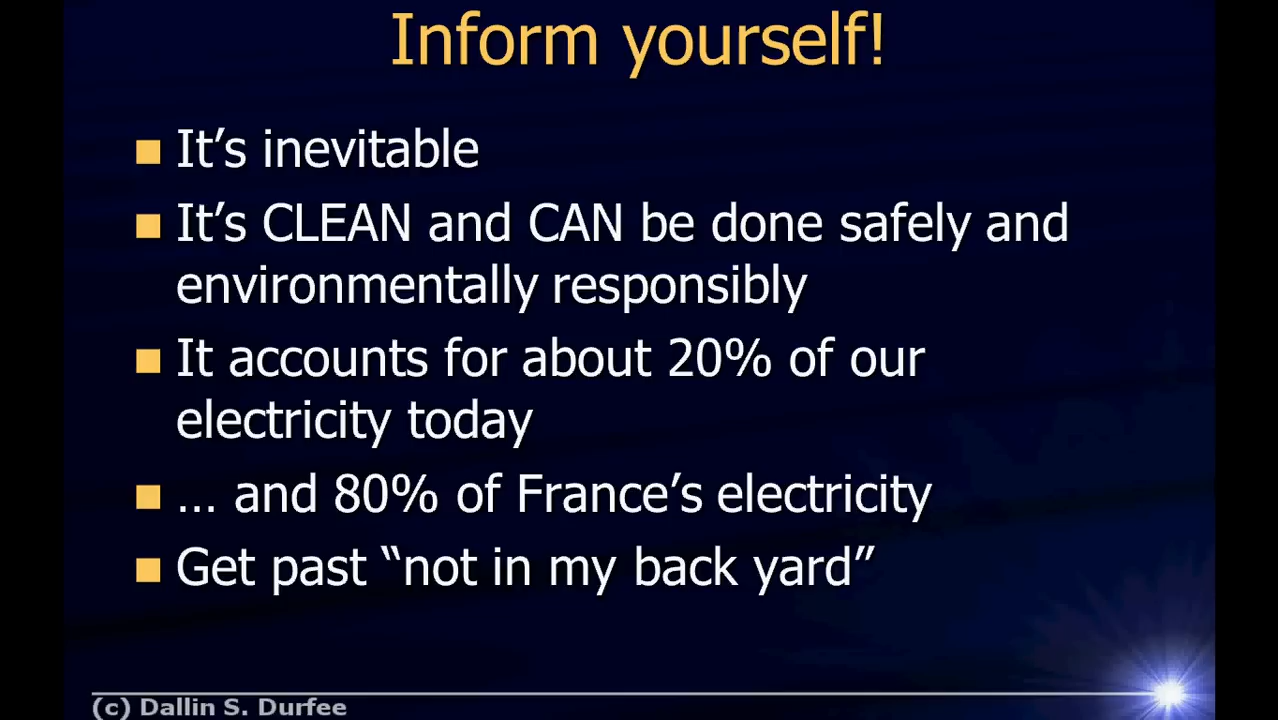 Inform yourself!
It’s inevitable
It’s CLEAN and CAN be done safely and
environmentally responsibly
It accounts for about 20% of our
electricity today
… and 80% of France’s electricity
Get past “not in my back yard”
(c) Dallin S. Durfee